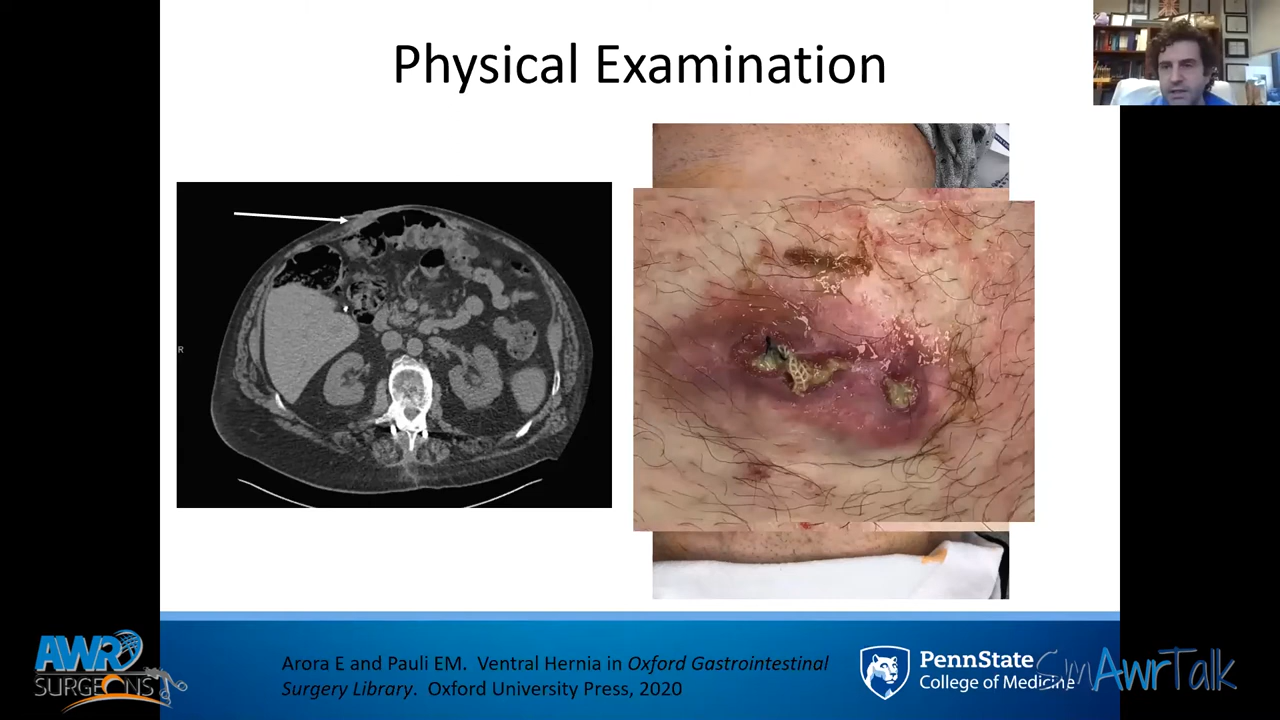 Physical Examination
R
Arora E and Pauli EM. Ventral Hernia in Oxford Gastrointestinal
Surgery Library. Oxford University Press, 2020
AWR
SURGEONS
PennState
College of Medicine
SmAwrTalk